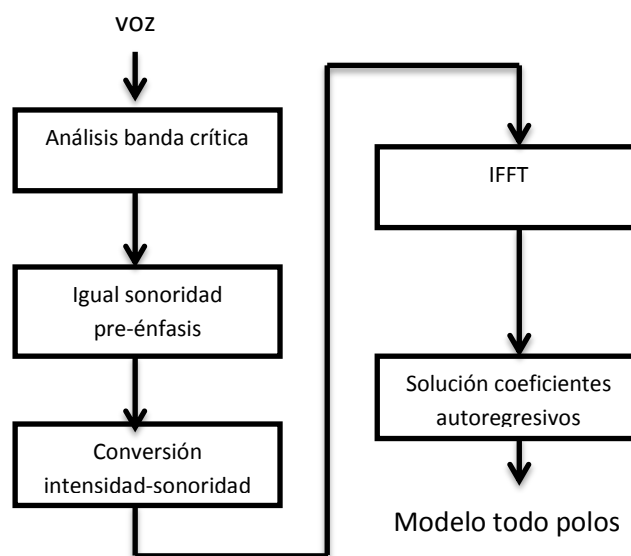 voz
Análisis banda crítica
Igual sonoridad
pre-énfasis
Conversión
intensidad-sonoridad
IFFT
Solución coeficientes
autoregresivos
Modelo todo polos